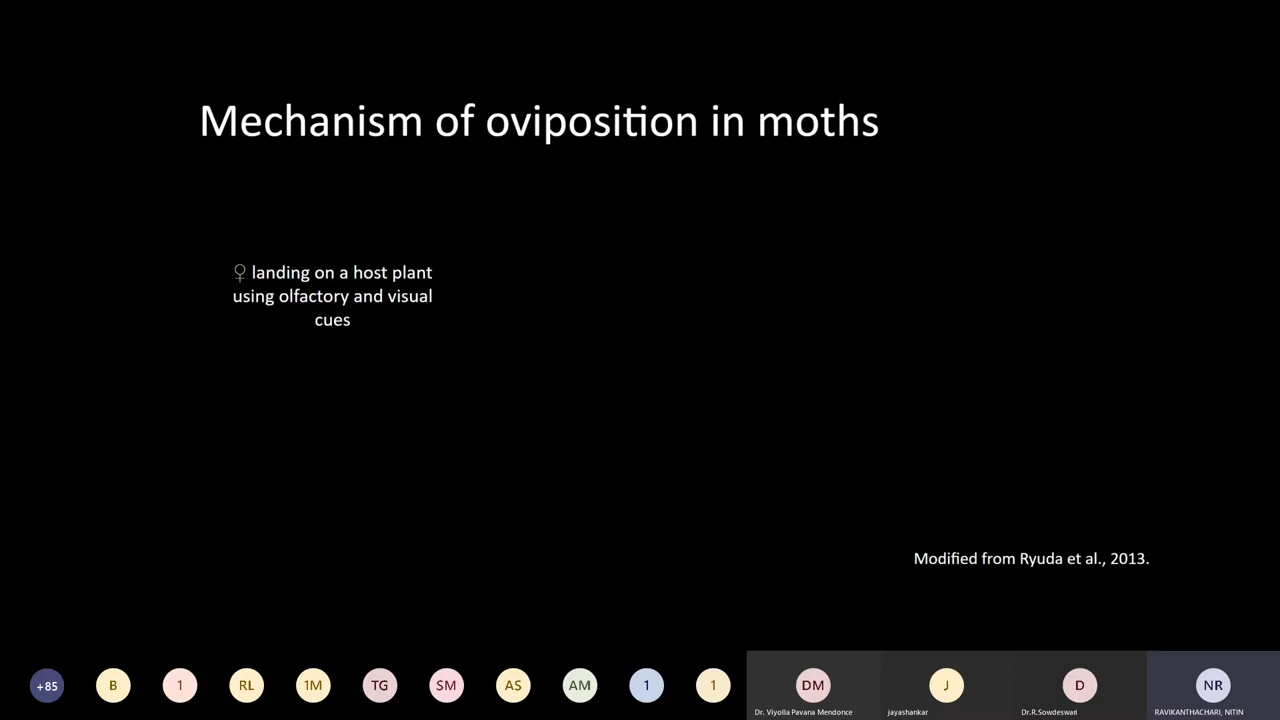 Mechanism of oviposition in moths
♀ landing on a host plant
using olfactory and visual
cues
Modified from Ryuda et al., 2013.
+85
B
1
RL
1M
TG
SM
AS
AM
1
1
DM
J
D
NR
Dr. Viyolla Pavana Mendonce
jayashankar
Dr.R.Sowdeswari
RAVIKANTHACHARI, NITIN